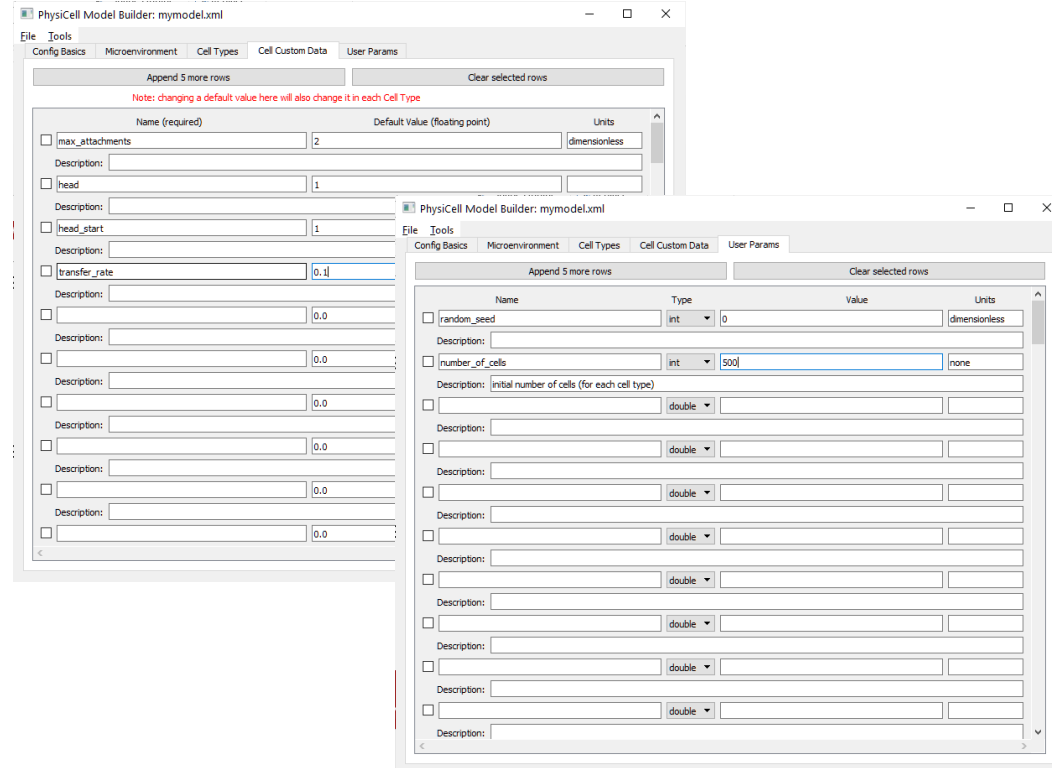 PhysiCell Model Builder: mymodel.xml
File Tools
Config Basics Microenvironment Cell Types Cell Custom Data User Params
Append 5 more rows Clear selected rows
Note: changing a default value here will also change it in each Cell Type
Name (required) Default Value (floating point) Units
max_attachments 2 dimensionless
Description:
head 1
Description:
head_start 1
Description:
transfer_rate 0.1
Description:
0.0
Description:
0.0
Description:
0.0
Description:
0.0
Description:
0.0
Description:
0.0
PhysiCell Model Builder: mymodel.xml
File Tools
Config Basics Microenvironment Cell Types Cell Custom Data User Params
Append 5 more rows Clear selected rows
Name Type Value Units
random_seed int 0 dimensionless
Description:
number_of_cells int 500 none
Description: initial number of cells (for each cell type)
double
Description:
double
Description:
double
Description:
double
Description:
double
Description:
double
Description:
double
Description:
double
Description: